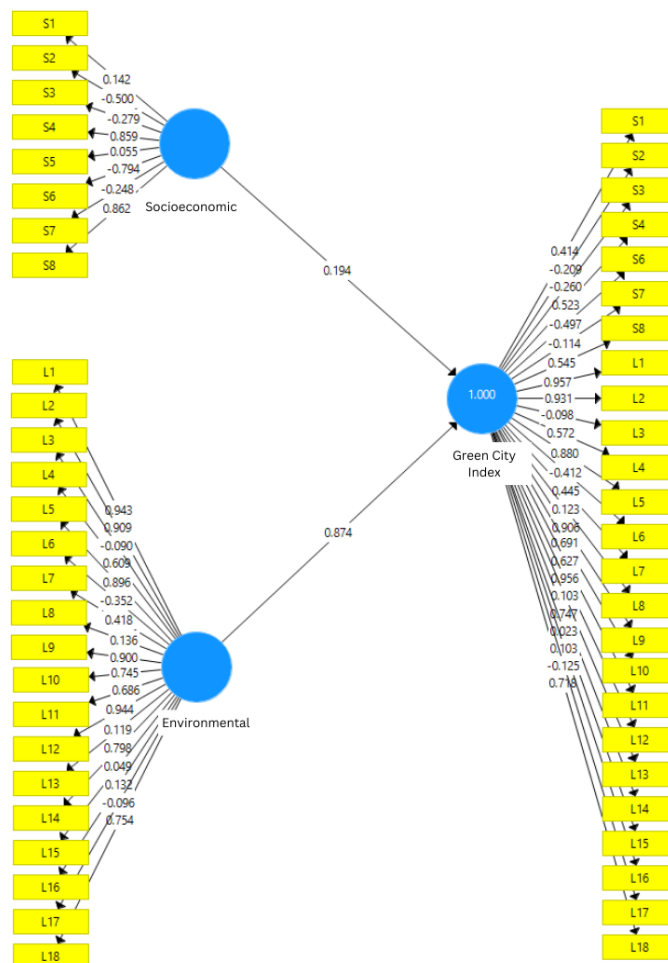 S1
S2
S3
S4
S5
S6
S7
S8
0.142
-0.500
-0.279
0.859
0.055
-0.794
-0.248
0.862
Socioeconomic
0.194
L1
L2
L3
L4
L5
L6
L7
L8
L9
L10
L11
L12
L13
L14
L15
L16
L17
L18
0.943
0.909
-0.090
0.609
0.896
-0.352
0.418
0.136
0.900
0.745
0.686
0.944
0.119
0.798
0.049
0.132
-0.096
0.754
Environmental
0.874
1.000
Green City
Index
0.414
-0.209
-0.260
0.523
-0.497
-0.114
0.545
0.957
0.931
-0.098
0.572
0.880
-0.412
0.445
0.123
0.906
0.691
0.627
0.956
0.103
0.747
0.023
0.103
-0.125
0.718
S1
S2
S3
S4
S6
S7
S8
L1
L2
L3
L4
L5
L6
L7
L8
L9
L10
L11
L12
L13
L14
L15
L16
L17
L18